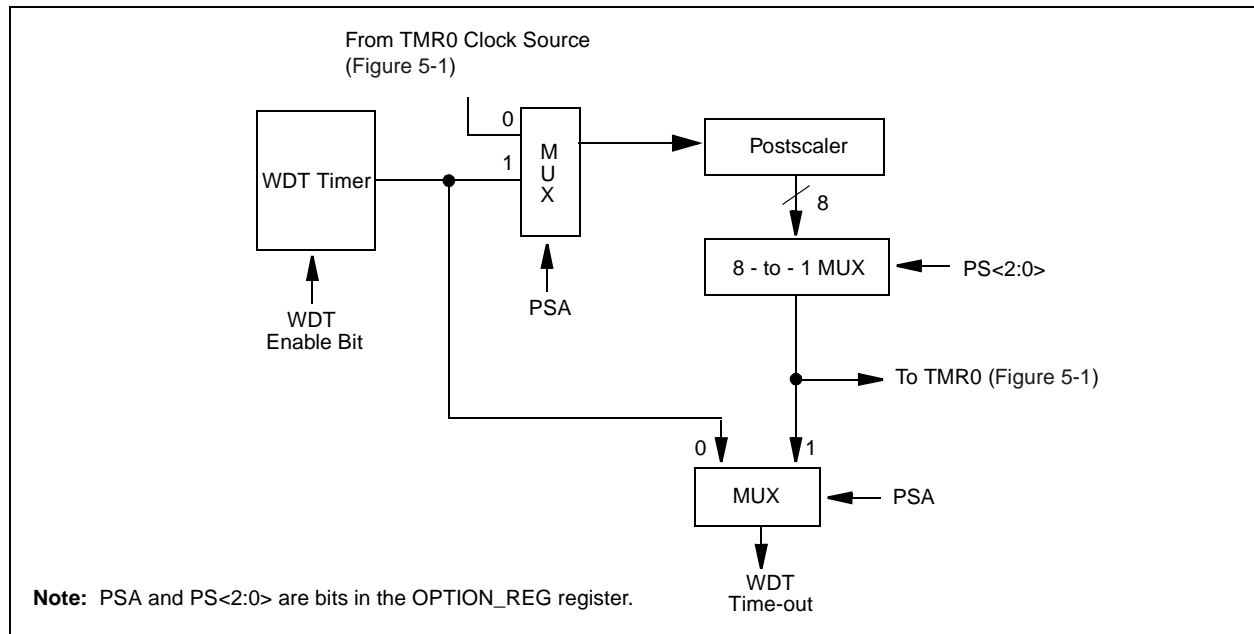 From TMR0 Clock Source
(Figure 5-1)
0
1
M
U
X
Postscaler
WDT Timer
8
8 - to - 1 MUX
PS<2:0>
PSA
WDT
Enable Bit
To TMR0 (Figure 5-1)
0
1
MUX
PSA
WDT
Time-out
Note: PSA and PS<2:0> are bits in the OPTION_REG register.